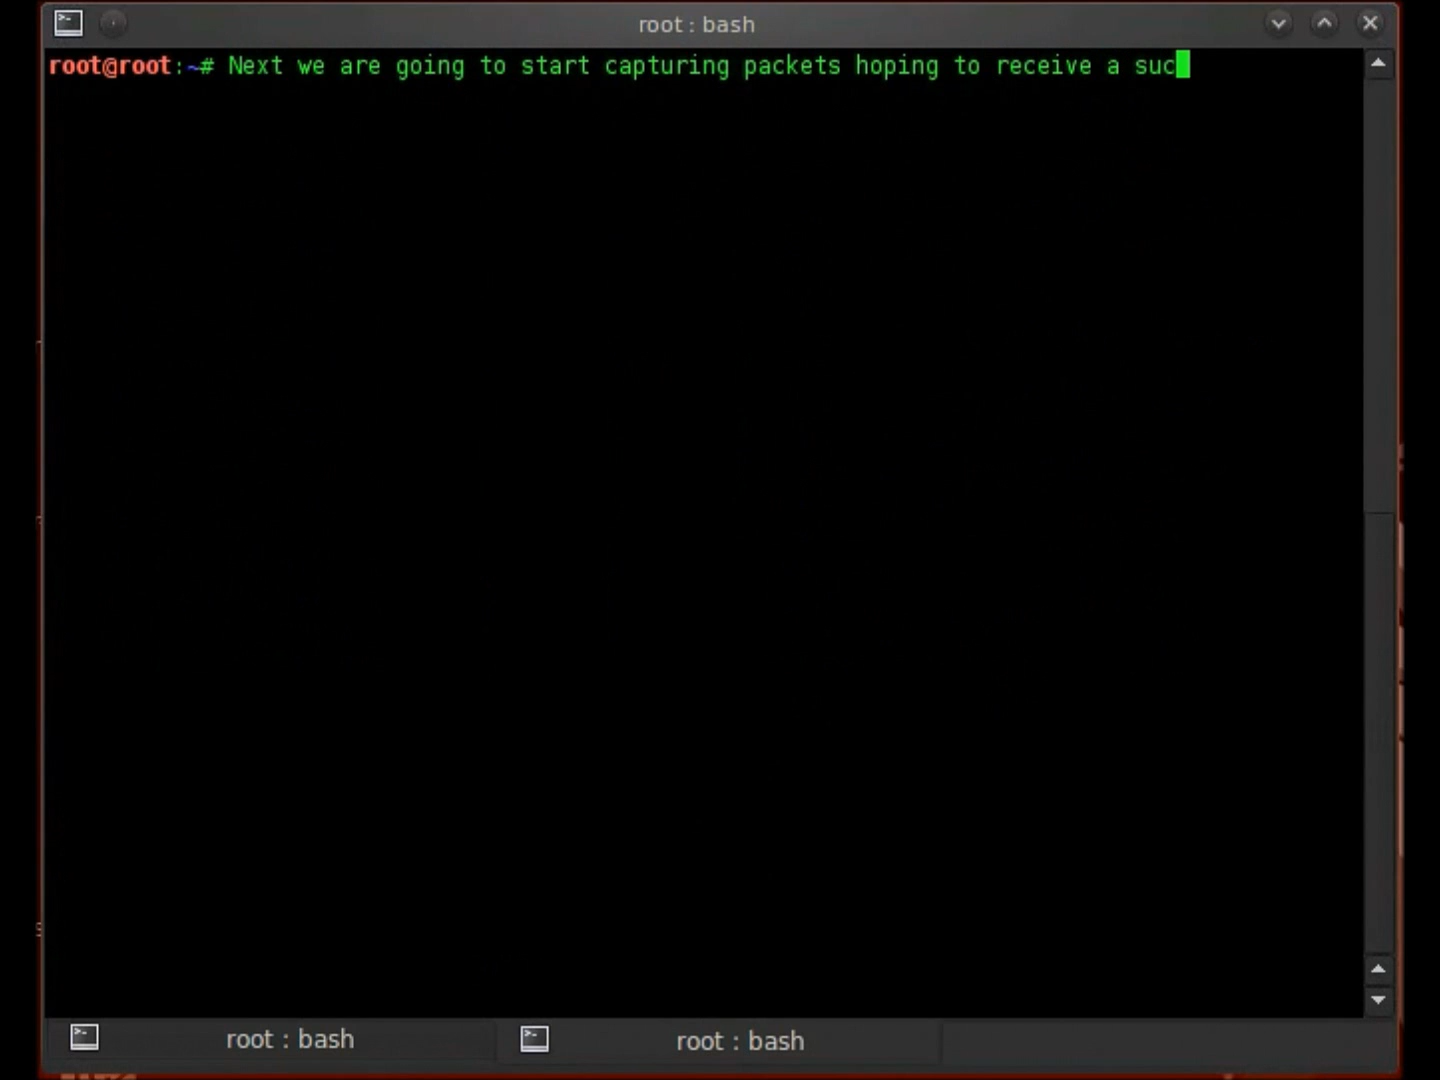 root : bash
root@root:~# Next we are going to start capturing packets hoping to receive a suc
root : bash
root : bash